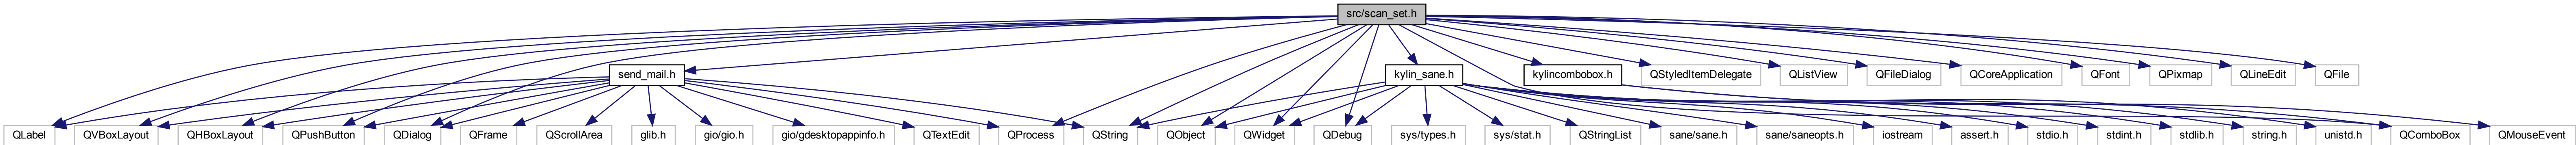 src/scan_set.h
send_mail.h
kylin_sane.h
kylincombobox.h
QStyledItemDelegate
QListView
QFileDialog
QCoreApplication
QFont
QPixmap
QLineEdit
QFile
QLabel
QVBoxLayout
QHBoxLayout
QPushButton
QDialog
QFrame
QScrollArea
glib.h
gio/gio.h
gio/gdesktopappinfo.h
QTextEdit
QProcess
QString
QObject
QWidget
QDebug
sys/types.h
sys/stat.h
QStringList
sane/sane.h
sane/saneopts.h
iostream
assert.h
stdio.h
stdint.h
stdlib.h
string.h
unistd.h
QComboBox
QMouseEvent